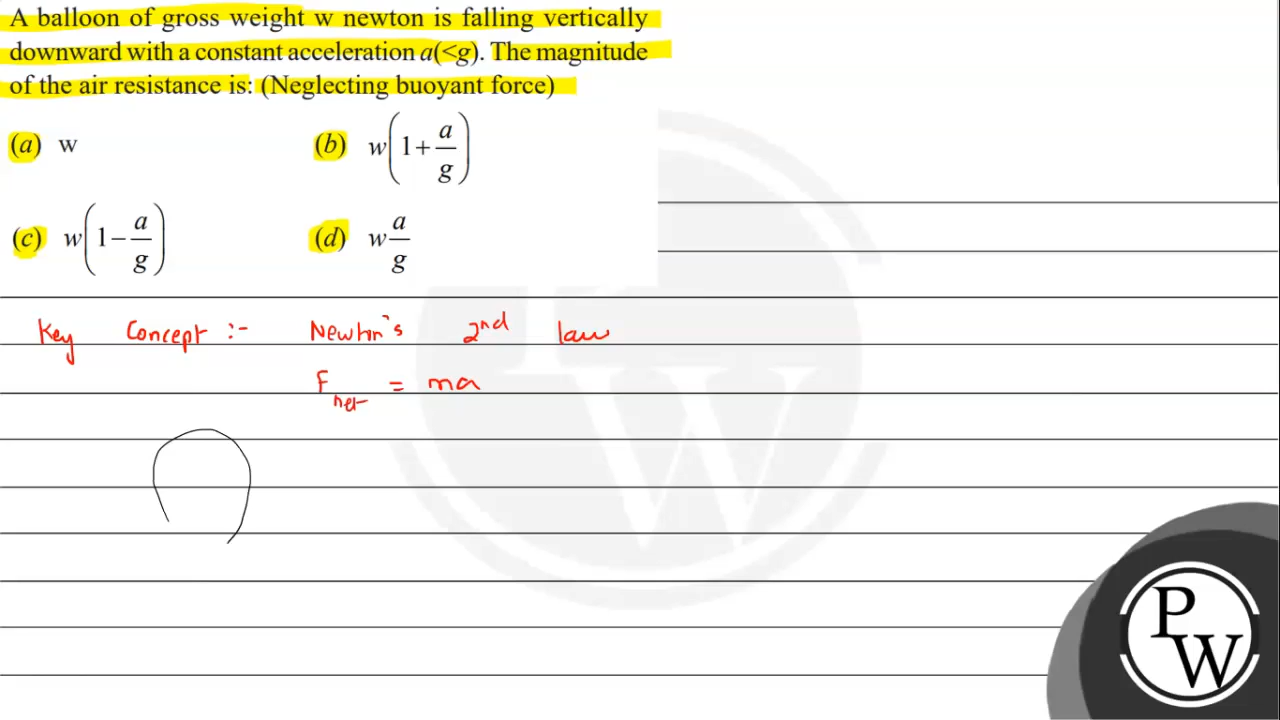 A balloon of gross weight w newton is falling vertically
downward with a constant acceleration a(<g). The magnitude
of the air resistance is: (Neglecting buoyant force)
(a) w (b) w(1+a/g)
(c) w(1−a/g) (d) w a/g
Key Concept :- Newton's 2nd law
Fnet = ma
PW